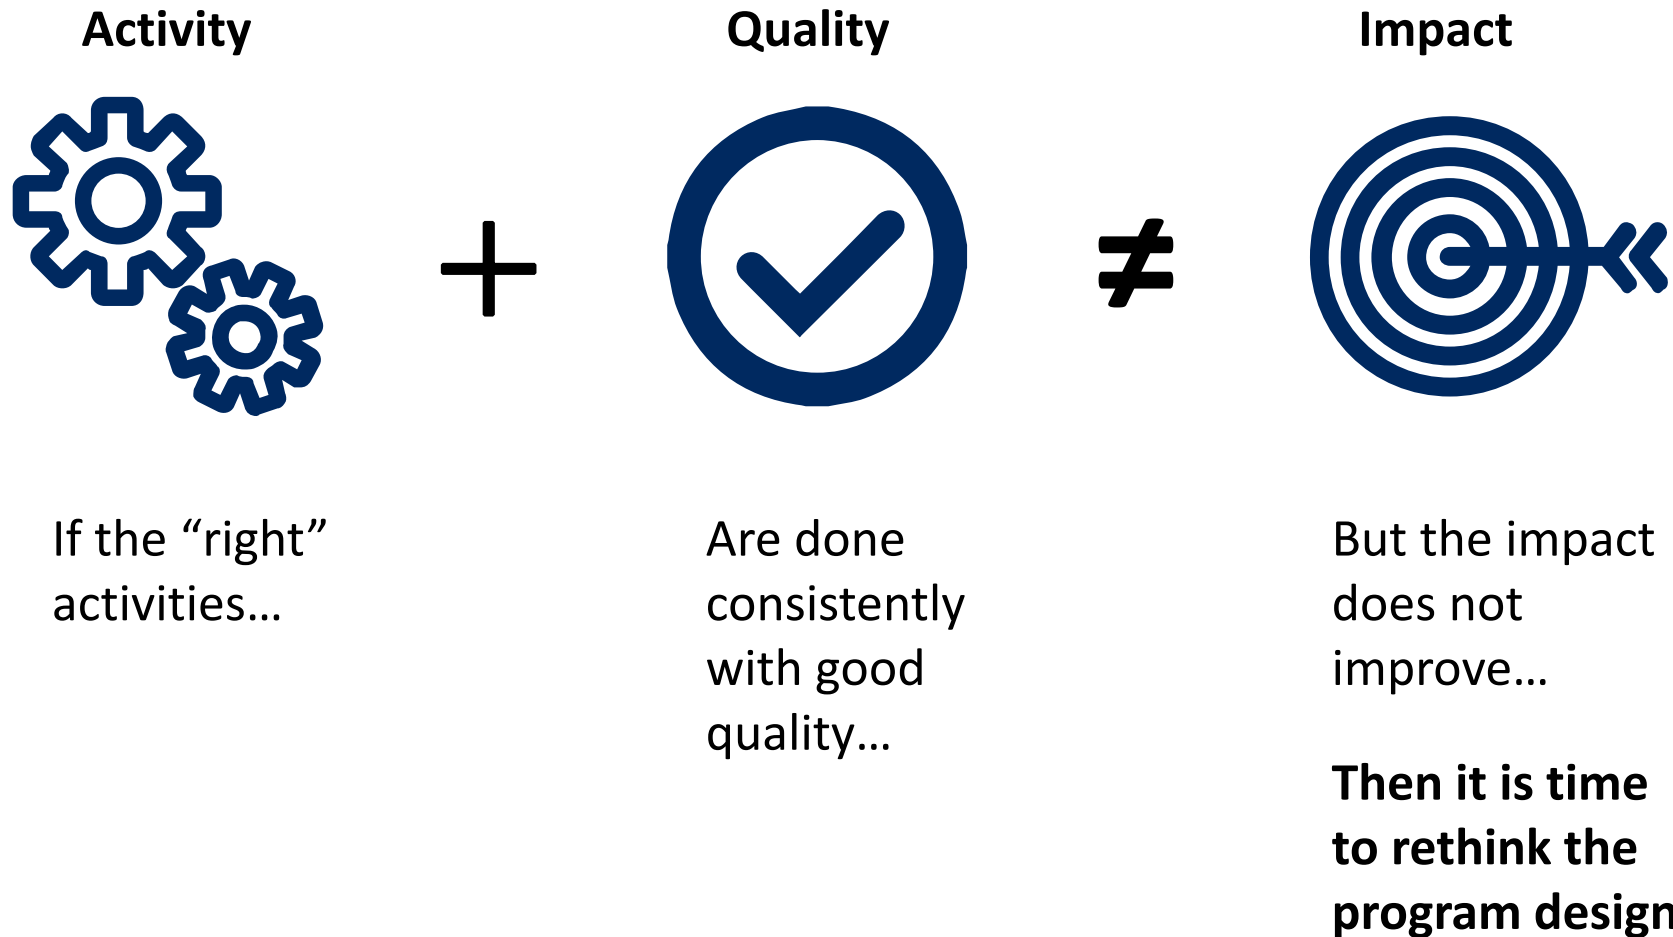 Activity
Quality
Impact
+
≠
If the “right”
activities…
Are done
consistently
with good
quality…
But the impact
does not
improve…
Then it is time
to rethink the
program design